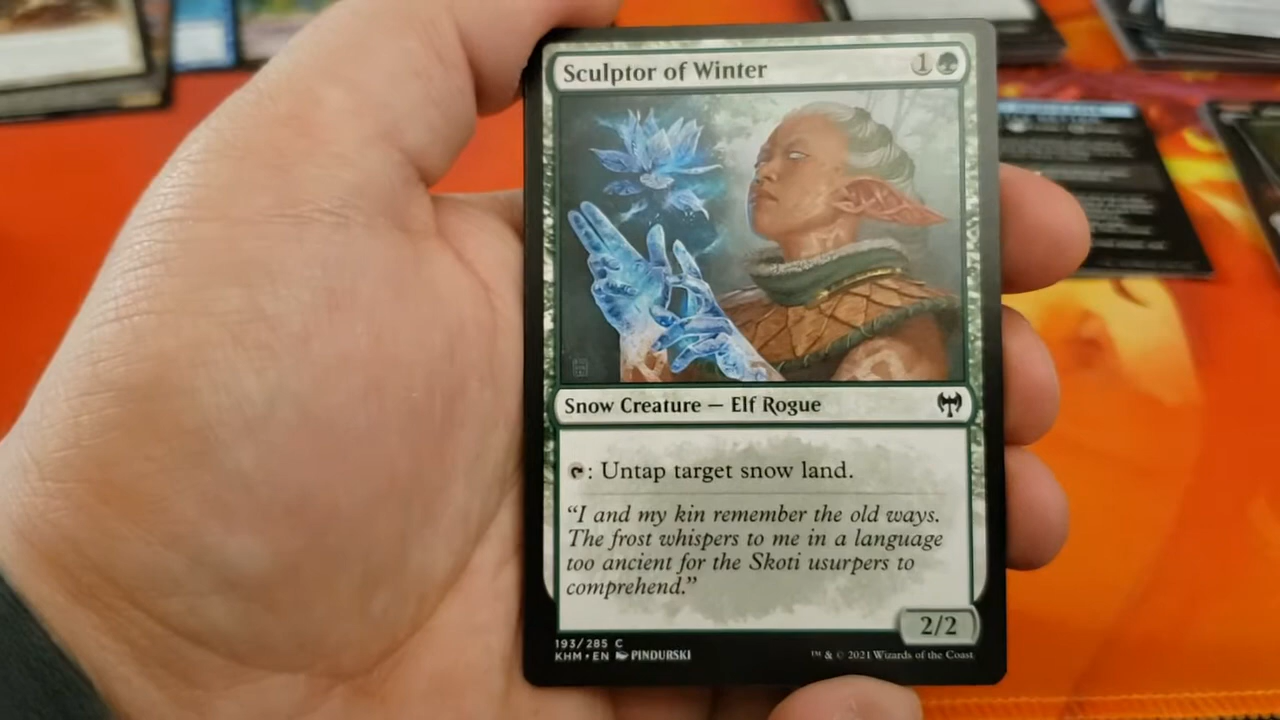 Sculptor of Winter 1
Snow Creature — Elf Rogue
: Untap target snow land.
“I and my kin remember the old ways.
The frost whispers to me in a language
too ancient for the Skoti usurpers to
comprehend.”
2/2
193/285 C
KHM • EN PINDURSKI
™ & © 2021 Wizards of the Coast